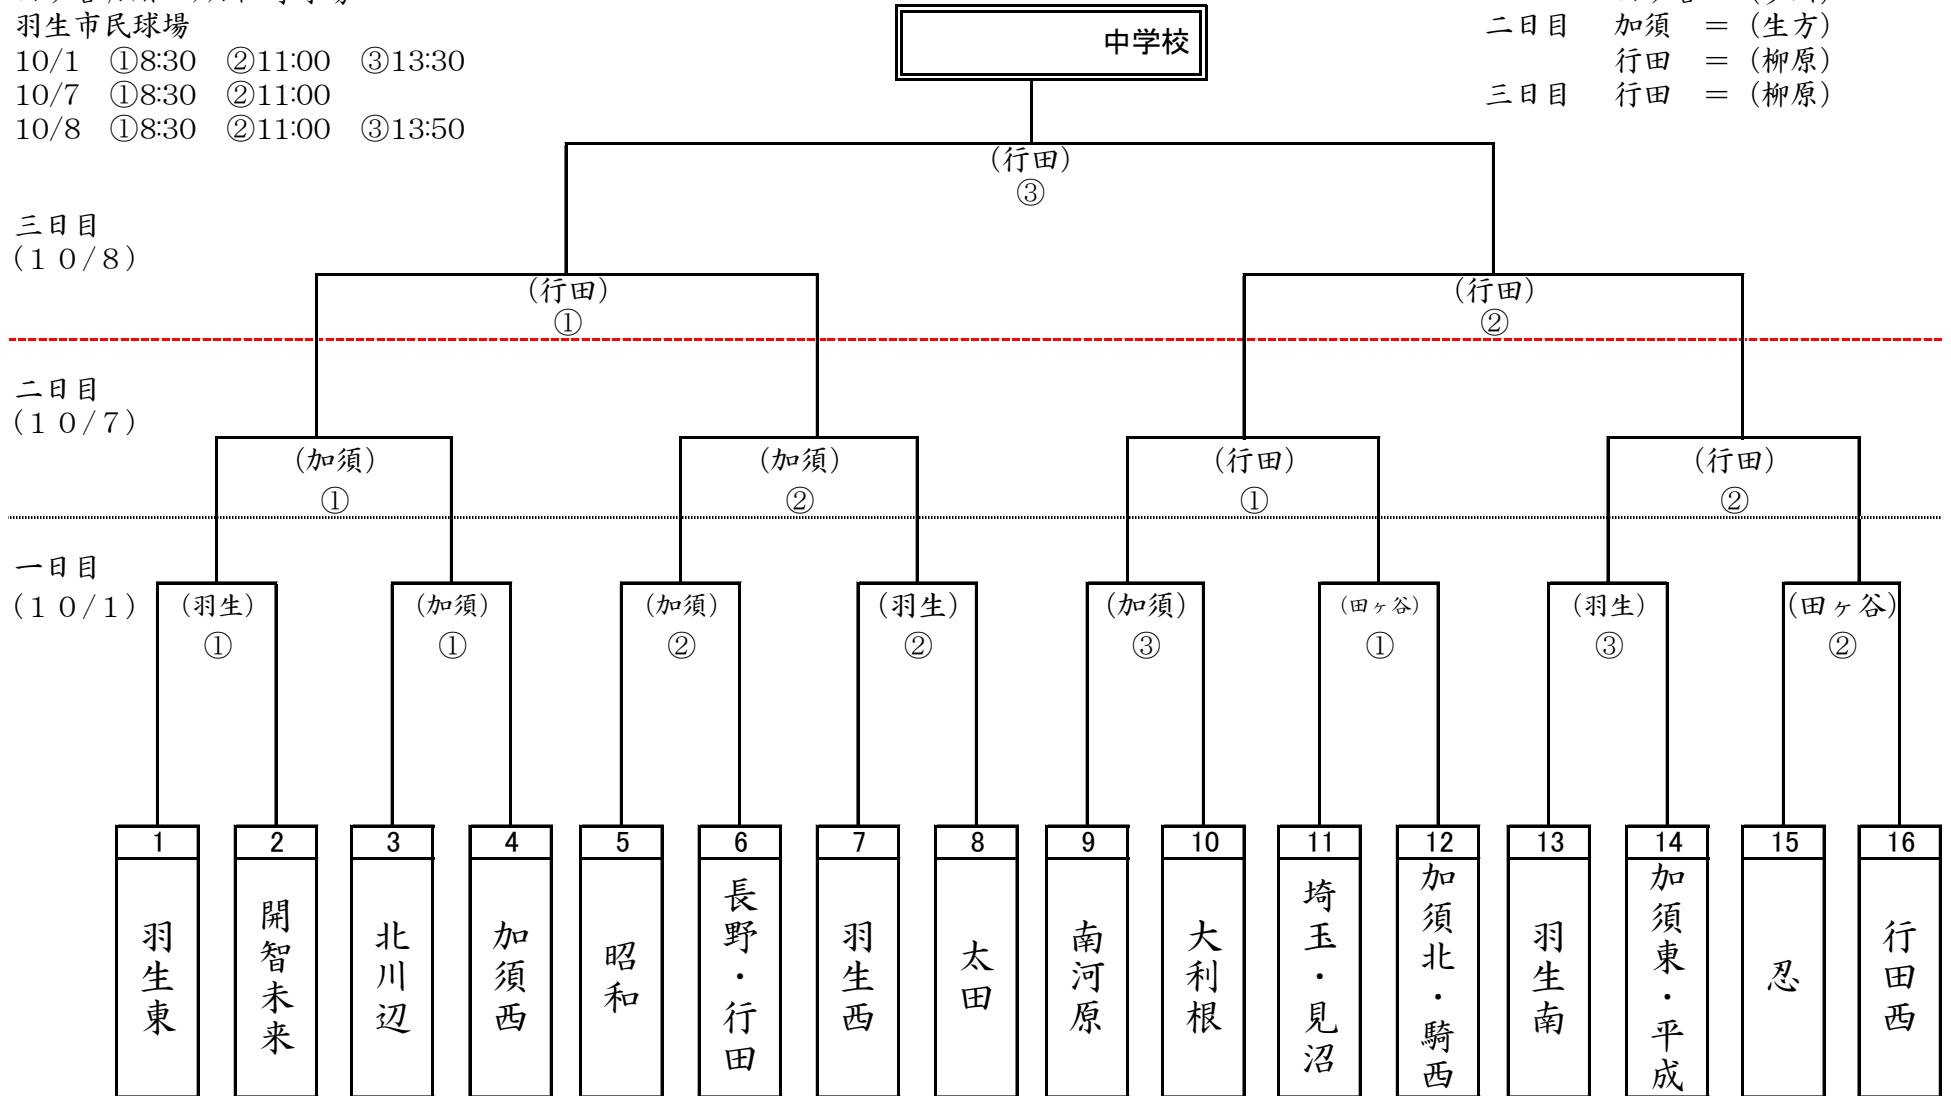 羽生市民球場
10/1 ①8:30 ②11:00 ③13:30
10/7 ①8:30 ②11:00
10/8 ①8:30 ②11:00 ③13:50
中学校
二日目 加須 = (生方)
行田 = (柳原)
三日目 行田 = (柳原)
(行田)
③
三日目
(10/8)
(行田) (行田)
① ②
二日目
(10/7)
(加須) (加須) (行田) (行田)
① ② ① ②
一日目
(10/1) (羽生) (加須) (加須) (羽生) (加須) (田ヶ谷) (羽生) (田ヶ谷)
① ① ② ② ③ ① ③ ②
1 2 3 4 5 6 7 8 9 10 11 12 13 14 15 16
羽生東
開智未来
北川辺
加須西
昭和
長野・行田
羽生西
太田
南河原
大利根
埼玉・見沼
加須北・騎西
羽生南
加須東・平成
忍
行田西